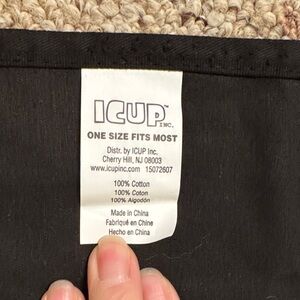 ICUP™ INC.
ONE SIZE FITS MOST
Distr. by ICUP Inc.
Cherry Hill, NJ 08003
www.icupinc.com 15072607
100% Cotton
100% Coton
100% Algodón
Made in China
Fabriqué en Chine
Hecho en China